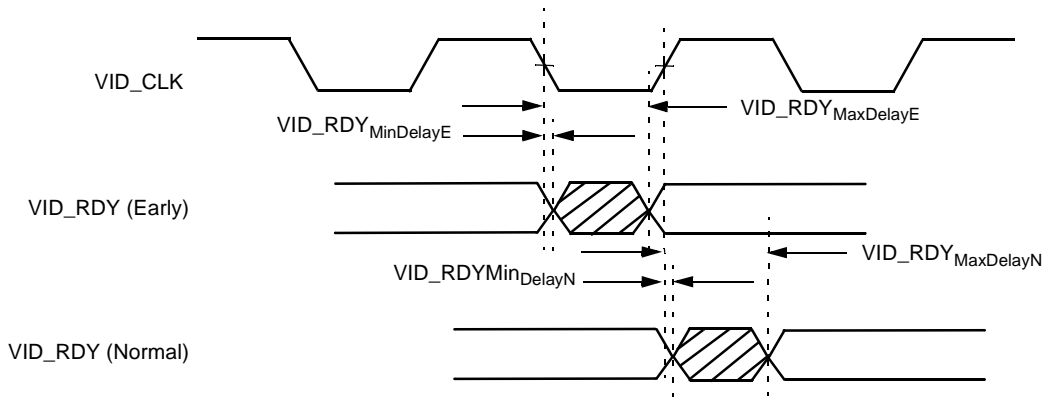 VID_CLK
VID_RDYMaxDelayE
VID_RDYMinDelayE
VID_RDY (Early)
VID_RDYMaxDelayN
VID_RDYMinDelayN
VID_RDY (Normal)